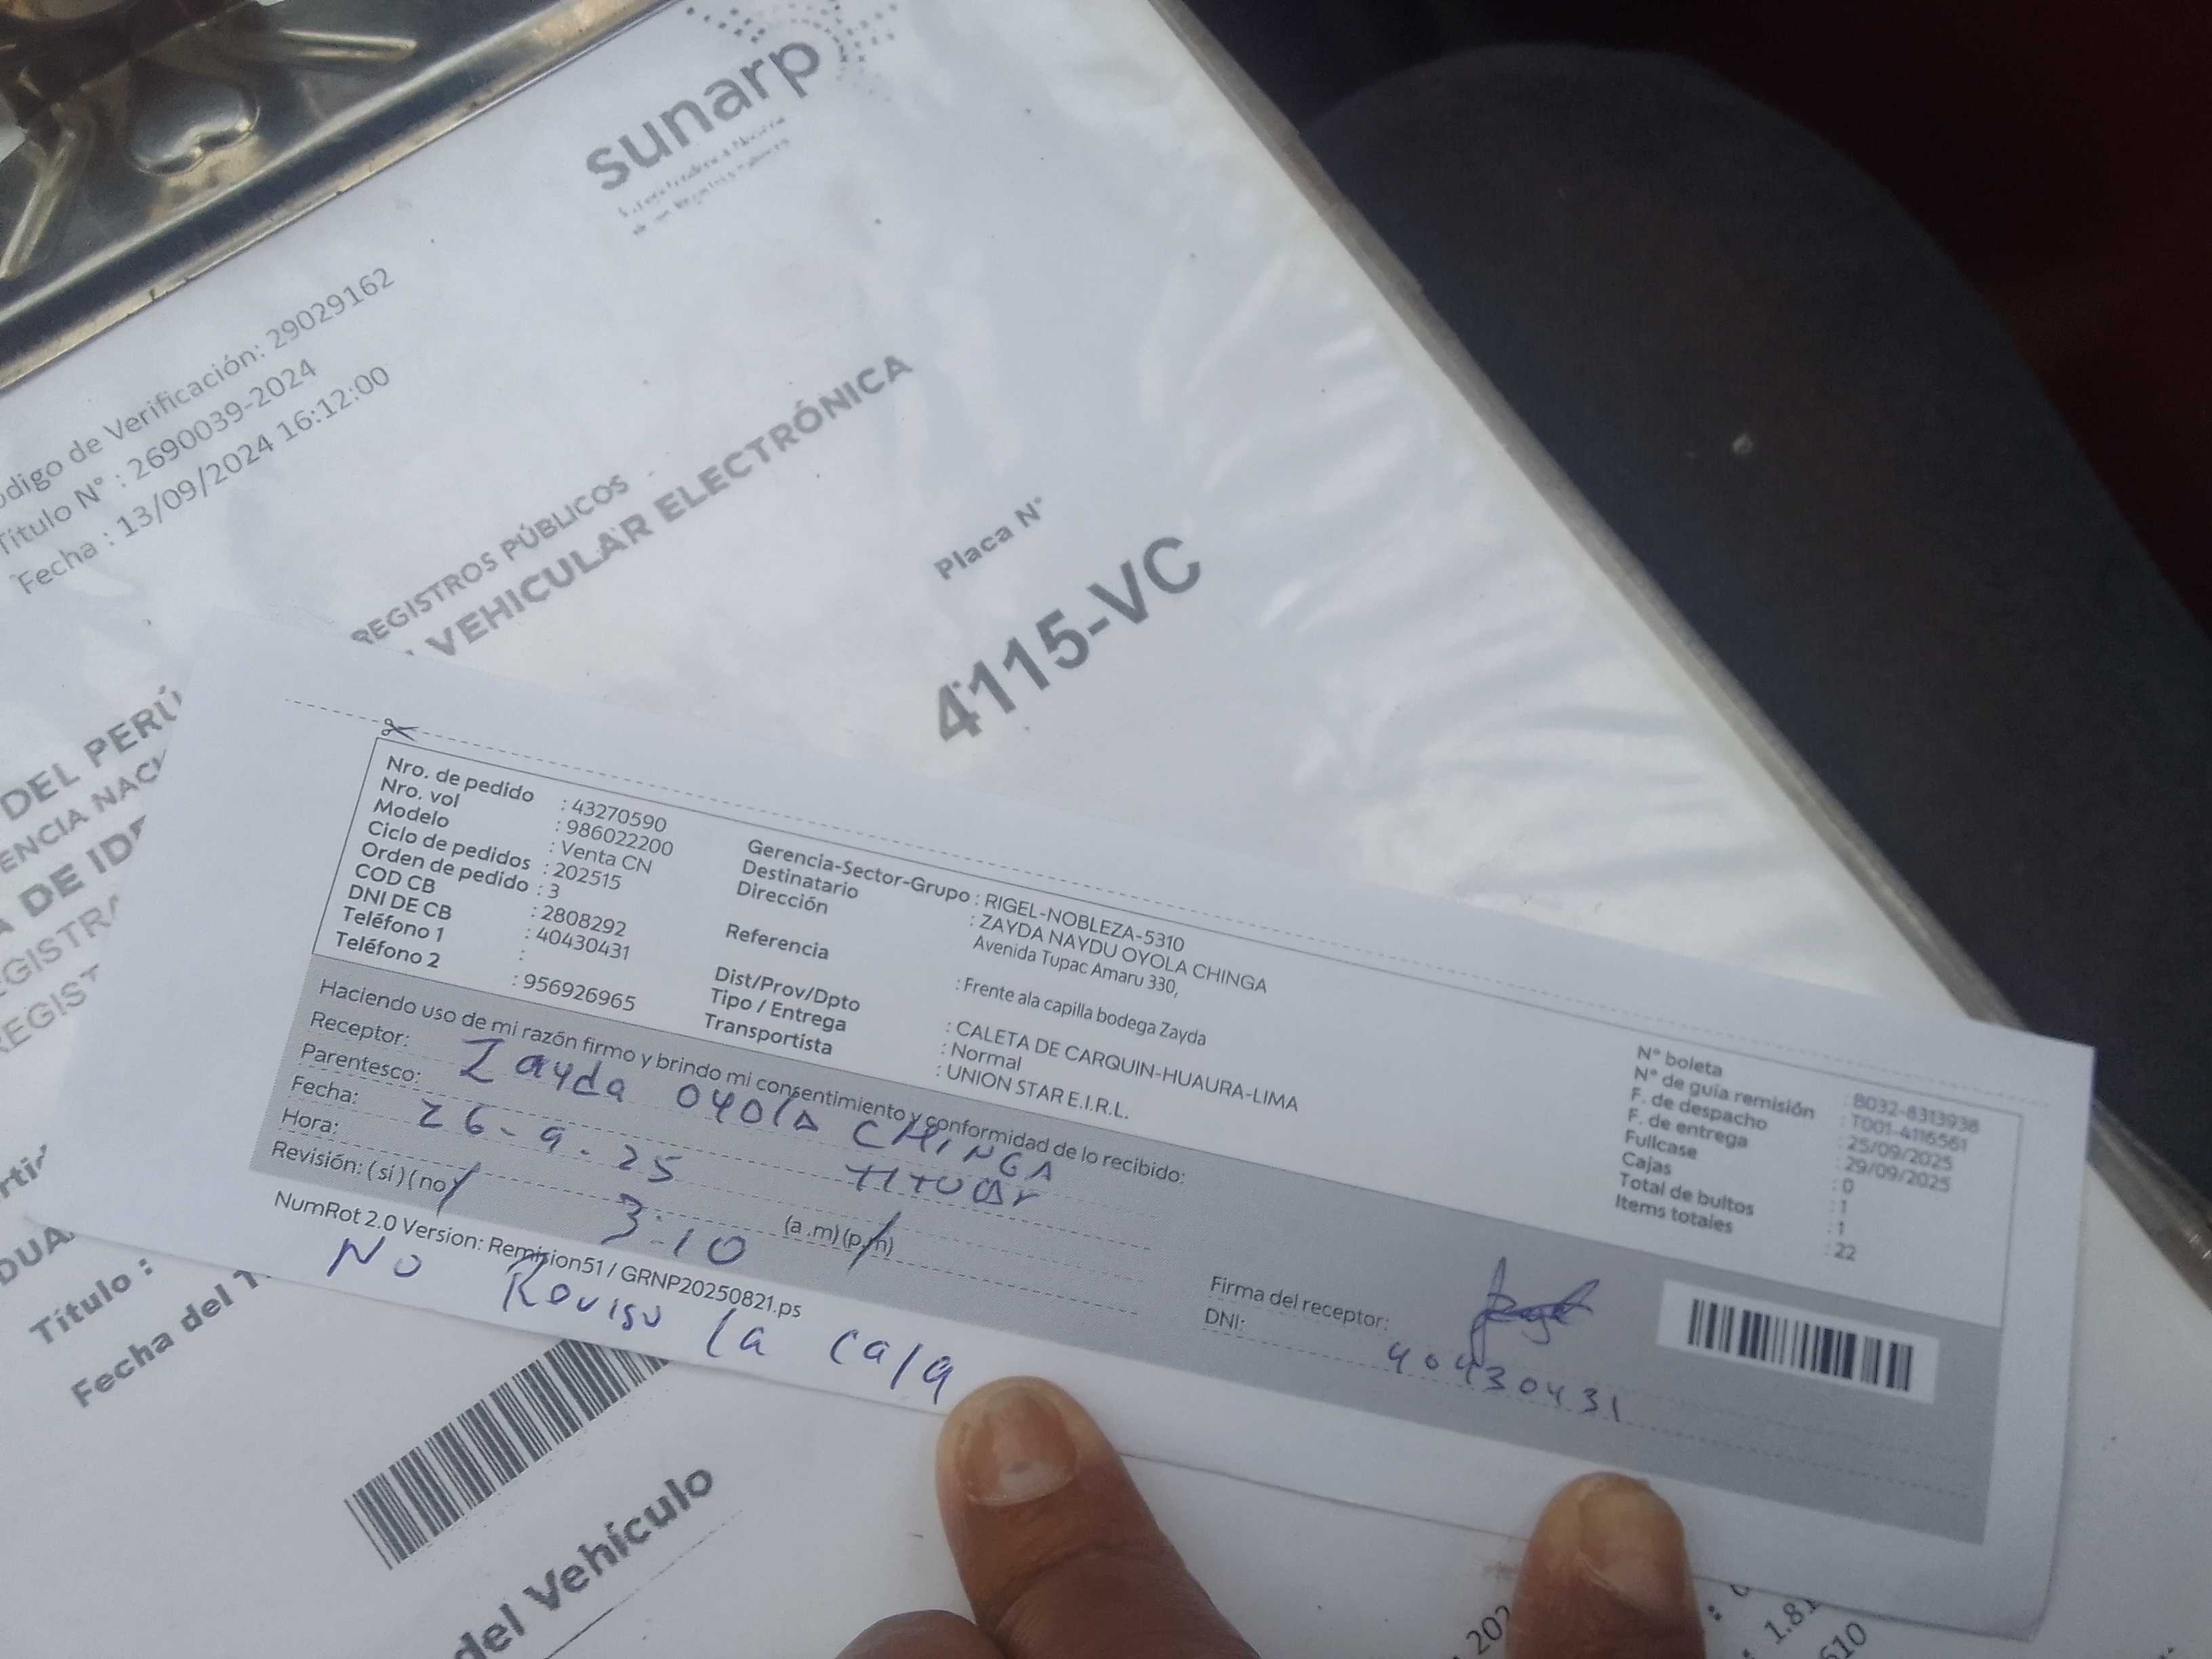 sunarp
Código de Verificación: 29029162
Título N° : 2690039-2024
Fecha : 13/09/2024 16:12:00
REGISTROS PÚBLICOS
VEHICULAR ELECTRÓNICA
Placa N°
4115-VC
DEL PERÚ
Nro. de pedido : 43270590
Nro. vol : 986022200
Modelo : Venta CN
Ciclo de pedidos : 202515
Orden de pedido : 3
COD CB : 2808292
DNI DE CB : 40430431
Teléfono 1 :
Teléfono 2 : 956926965
Gerencia-Sector-Grupo : RIGEL-NOBLEZA-5310
Destinatario : ZAYDA NAYDU OYOLA CHINGA
Dirección Avenida Tupac Amaru 330,
Referencia : Frente ala capilla bodega Zayda
Dist/Prov/Dpto : CALETA DE CARQUIN-HUAURA-LIMA
Tipo / Entrega : Normal
Transportista : UNION STAR E.I.R.L.
N° boleta : B032-8313938
N° de guía remisión : T001-4116561
F. de despacho : 25/09/2025
F. de entrega : 29/09/2025
Fullcase : 0
Cajas : 1
Total de bultos : 1
Items totales : 22
Haciendo uso de mi razón firmo y brindo mi consentimiento y conformidad de lo recibido:
Receptor: Zayda OYOLA CHINGA
Parentesco: TITUAr
Fecha: 26-9.25
Hora: 3:10 (a.m)(p.m)
Revisión: (sí)(no)
Firma del receptor:
DNI: 40430431
NumRot 2.0 Version: Remision51 / GRNP20250821.ps
No Reviso la caja
Título :
Fecha del T
del Vehículo